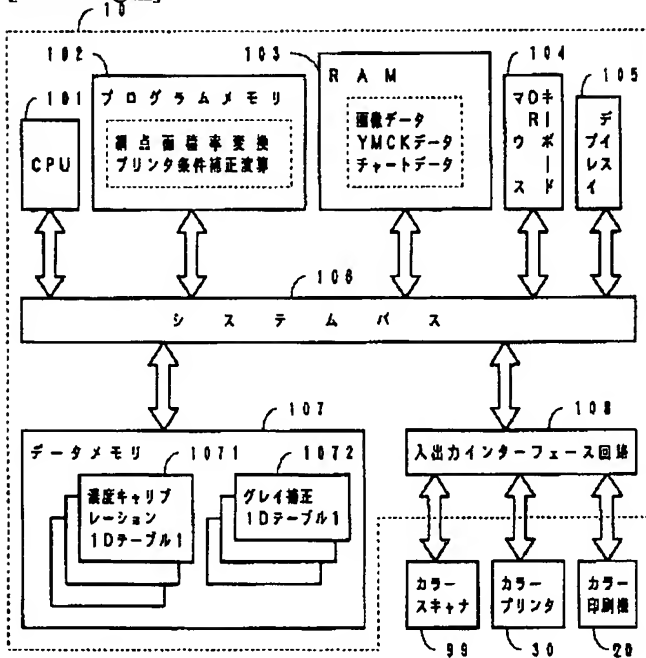 10
102
103
104
105
101
プログラムメモリ
網点面積率変換
プリンタ条件補正演算
CPU
RAM
画像データ
YMCKデータ
チャートデータ
キーボード
OR
マウス
ディスプレイ
106
システムバス
107
108
データメモリ
1071
1072
濃度キャリブ
レーション
1Dテーブル1
グレイ補正
1Dテーブル1
入出力インターフェース回路
カラー
スキャナ
カラー
プリンタ
カラー
印刷機
99
30
20